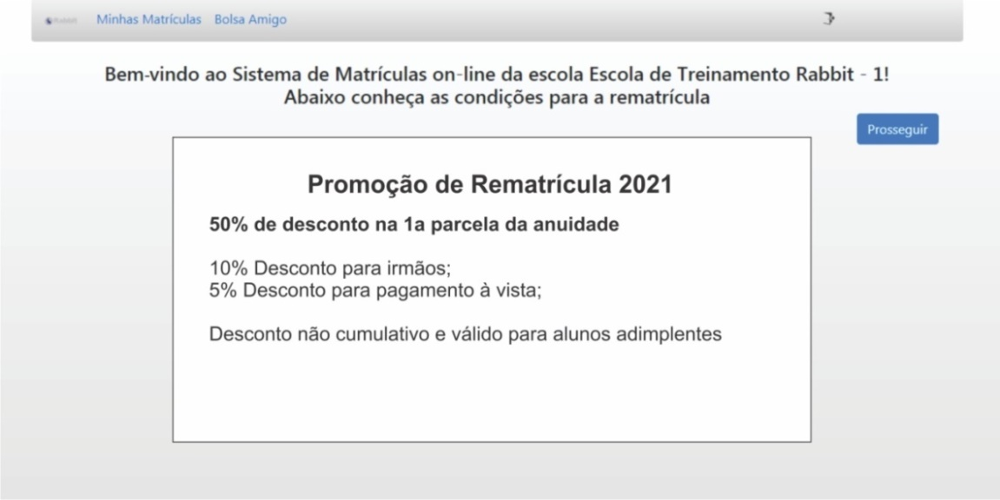 Minhas Matrículas Bolsa Amigo
Bem-vindo ao Sistema de Matrículas on-line da escola Escola de Treinamento Rabbit - 1!
Abaixo conheça as condições para a rematrícula
Prosseguir
Promoção de Rematrícula 2021
50% de desconto na 1a parcela da anuidade
10% Desconto para irmãos;
5% Desconto para pagamento à vista;
Desconto não cumulativo e válido para alunos adimplentes